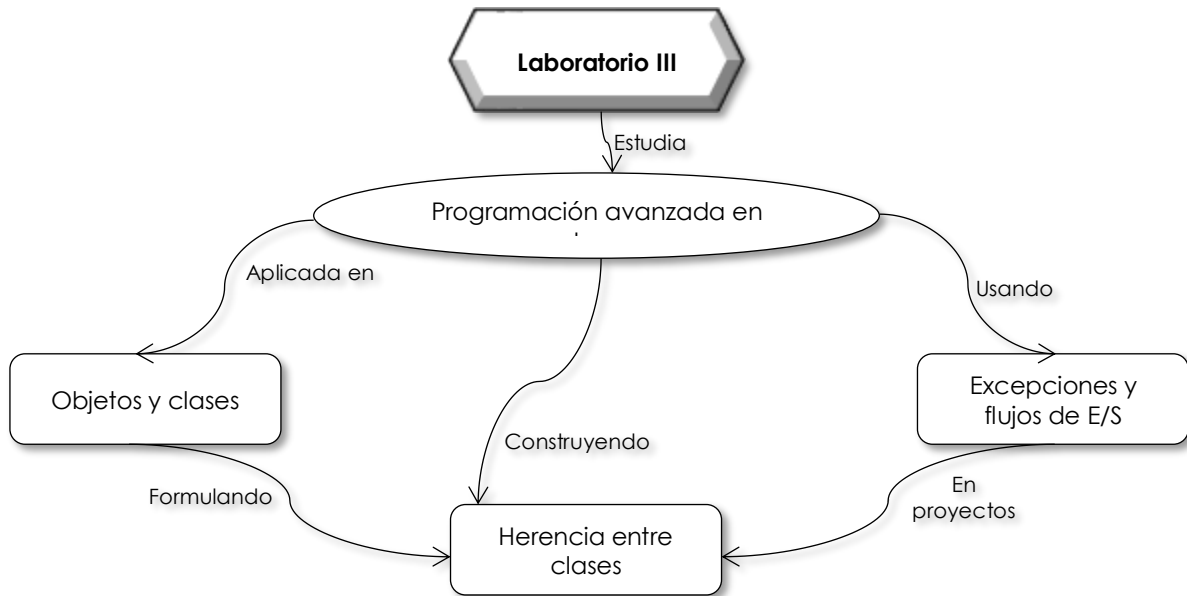 Laboratorio III
Estudia
Programación avanzada en
Aplicada en
Usando
Objetos y clases
Excepciones y
flujos de E/S
Construyendo
Formulando
En
proyectos
Herencia entre
clases